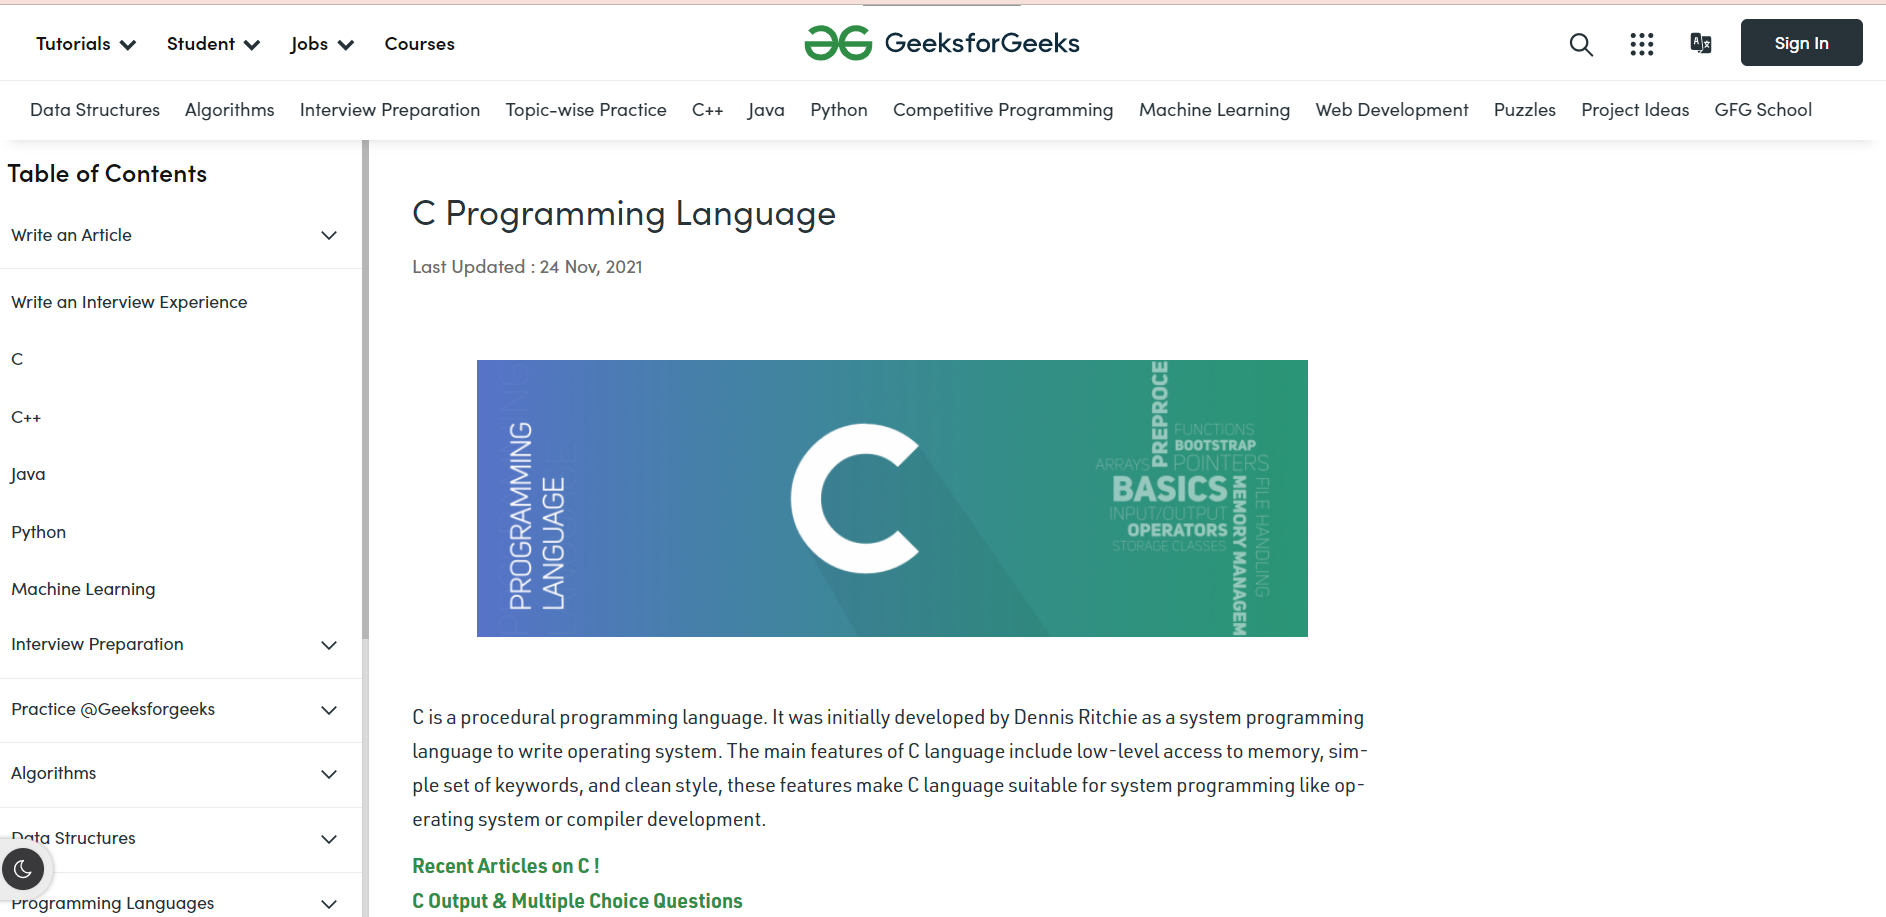 Tutorials Student Jobs Courses
GeeksforGeeks
Sign In
Data Structures Algorithms Interview Preparation Topic-wise Practice C++ Java Python Competitive Programming Machine Learning Web Development Puzzles Project Ideas GFG School
Table of Contents
Write an Article
Write an Interview Experience
C
C++
Java
Python
Machine Learning
Interview Preparation
Practice @Geeksforgeeks
Algorithms
Data Structures
Programming Languages
C Programming Language
Last Updated : 24 Nov, 2021
PROGRAMMING
LANGUAGE
C
PREPROCE
FUNCTIONS
BOOTSTRAP
ARRAYS
POINTERS
BASICS
INPUT/OUTPUT
OPERATORS
STORAGE CLASSES
MEMORY MANAGEM
FILE HANDLING
C is a procedural programming language. It was initially developed by Dennis Ritchie as a system programming
language to write operating system. The main features of C language include low-level access to memory, sim-
ple set of keywords, and clean style, these features make C language suitable for system programming like op-
erating system or compiler development.
Recent Articles on C !
C Output & Multiple Choice Questions